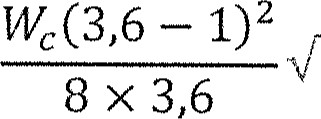 W_c(3,6 − 1)² √
8 × 3,6